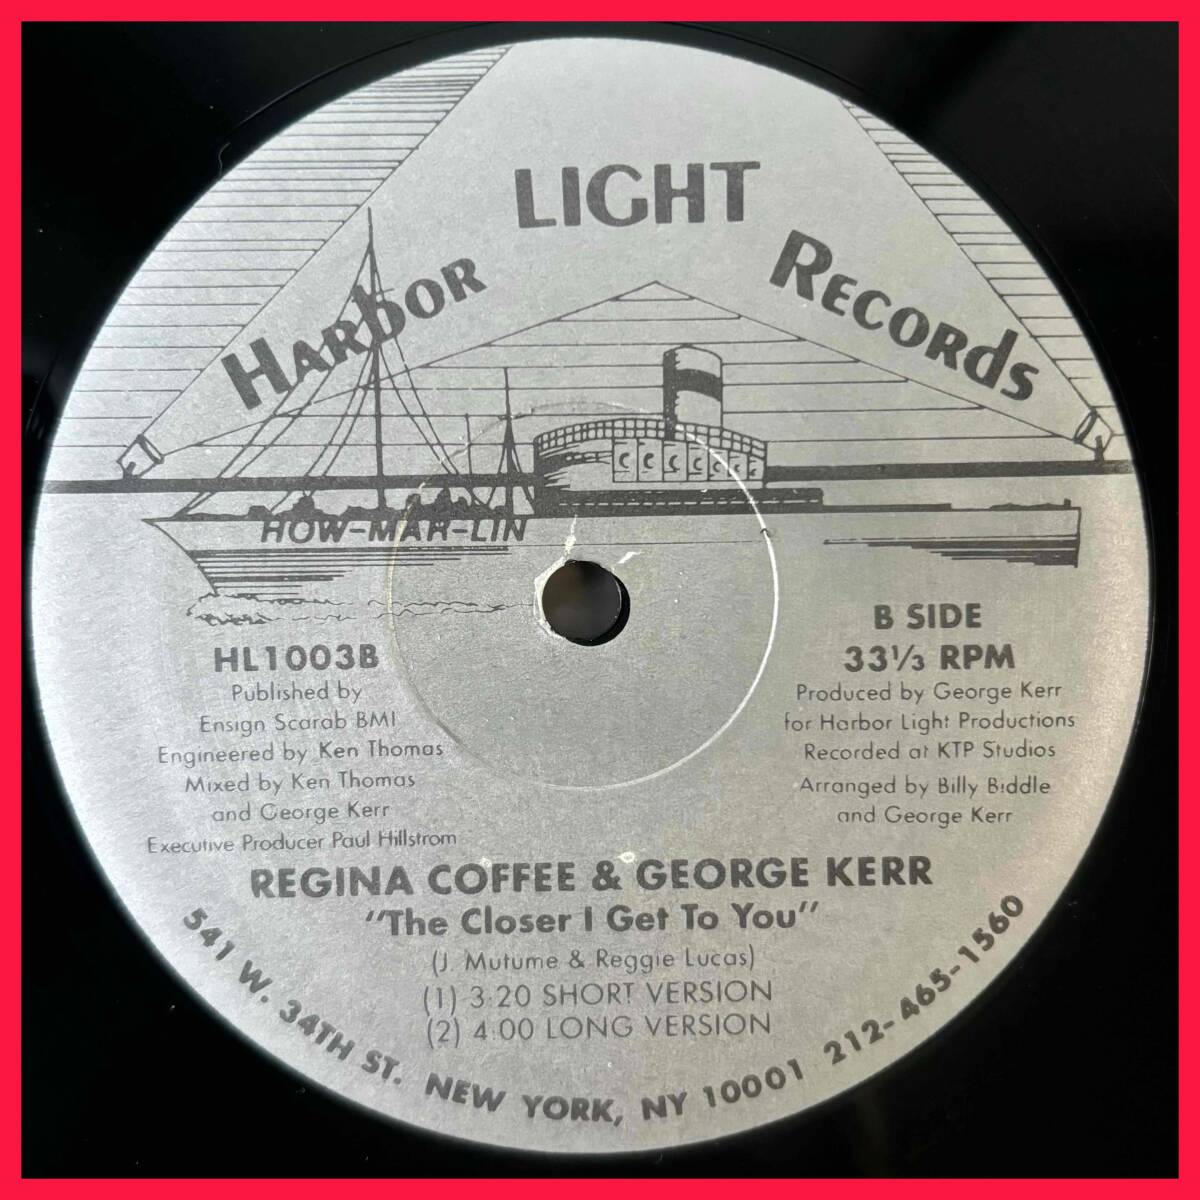 HARbOR LIGHT RECORds
HOW-MAR-LIN
HL1003B
Published by
Ensign Scarab BMI
Engineered by Ken Thomas
Mixed by Ken Thomas
and George Kerr
Executive Producer Paul Hillstrom
B SIDE
33⅓ RPM
Produced by George Kerr
for Harbor Light Productions
Recorded at KTP Studios
Arranged by Billy Biddle
and George Kerr
REGINA COFFEE & GEORGE KERR
"The Closer I Get To You"
(J. Mutume & Reggie Lucas)
(1) 3:20 SHORT VERSION
(2) 4:00 LONG VERSION
541 W. 34TH ST. NEW YORK, NY 10001 212-465-1560